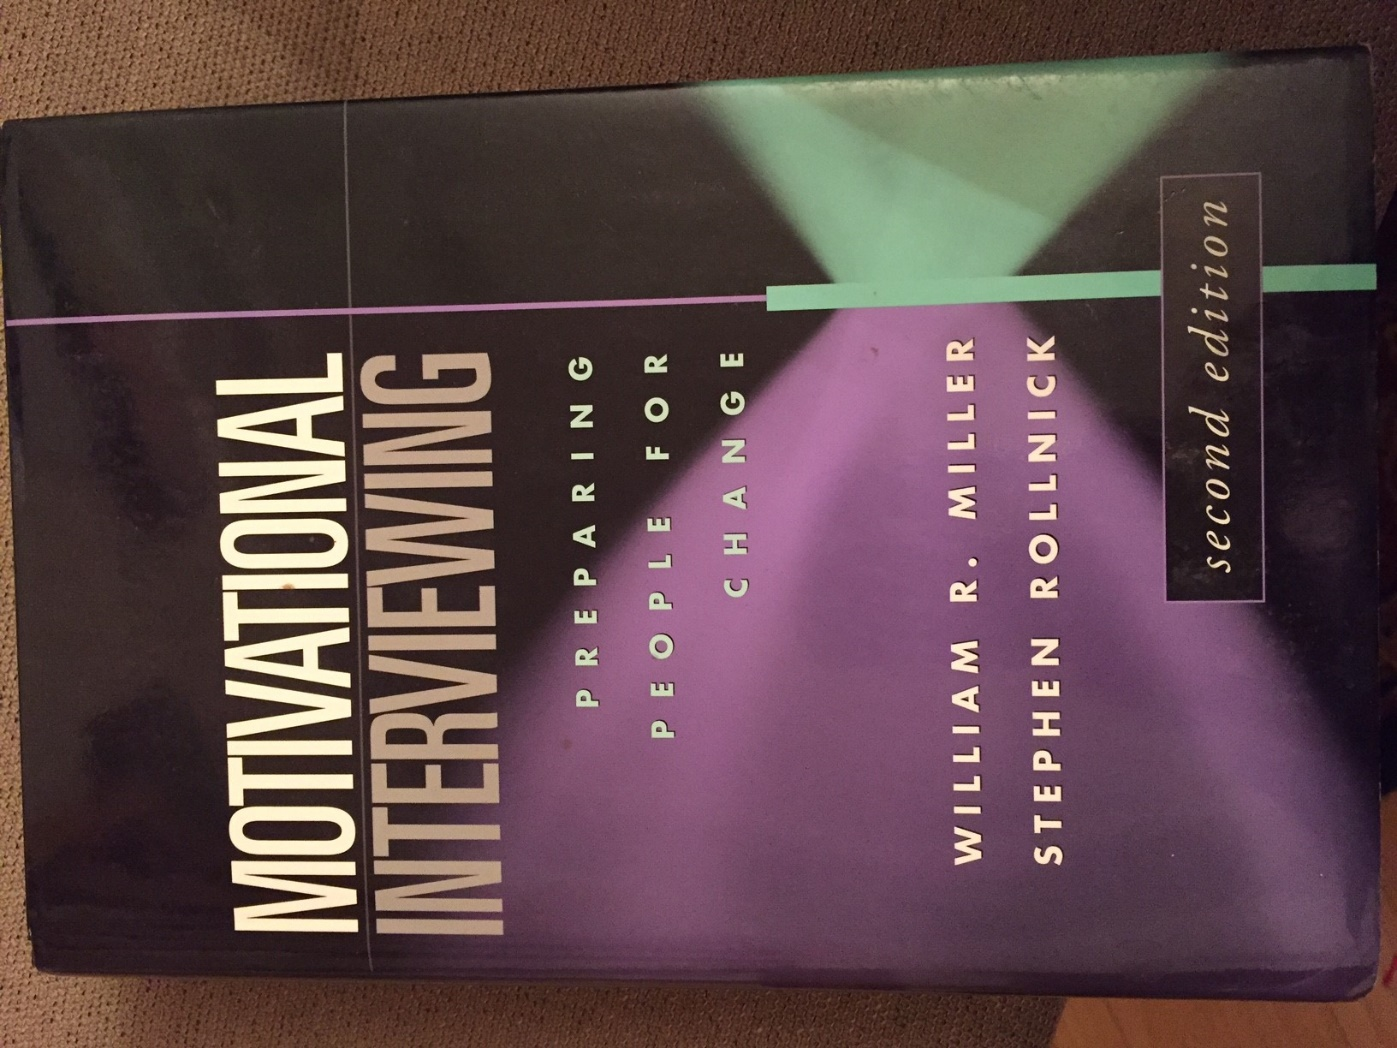 MOTIVATIONAL
INTERVIEWING
PREPARING
PEOPLE FOR
CHANGE
WILLIAM R. MILLER
STEPHEN ROLLNICK
second edition